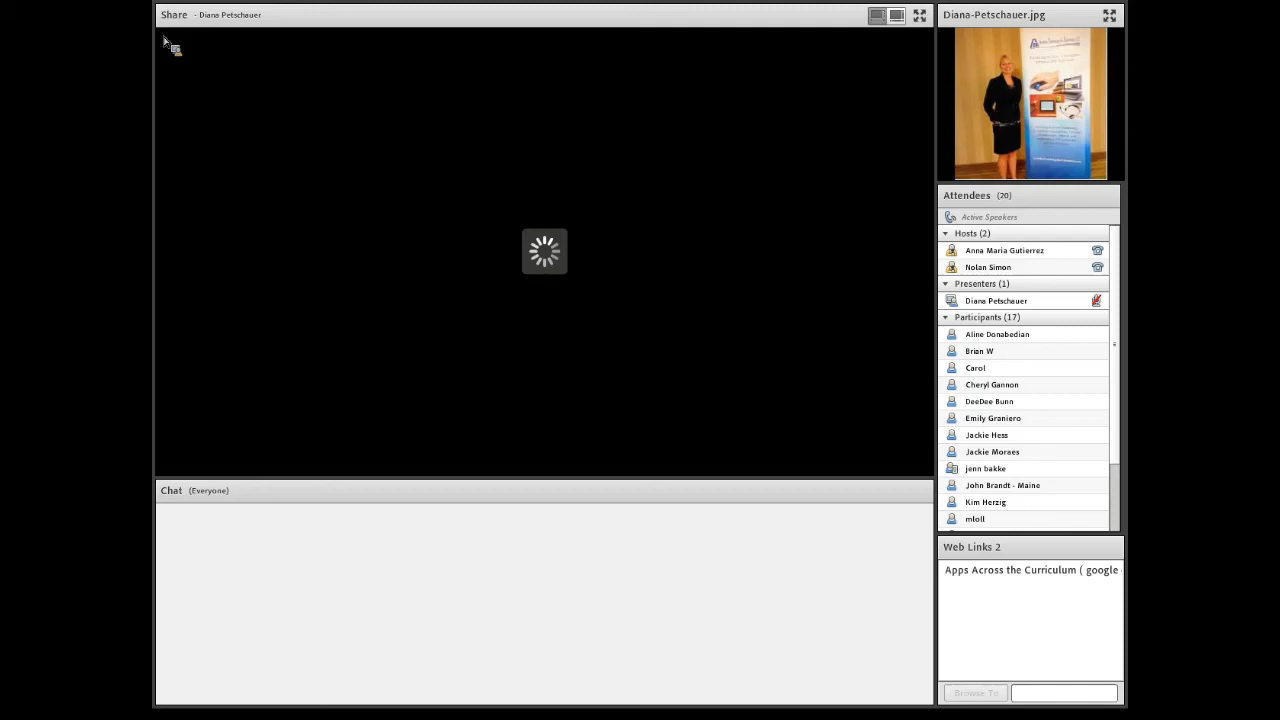 Share - Diana Petschauer
Diana-Petschauer.jpg
Attendees (20)
Active Speakers
Hosts (2)
Anna Maria Gutierrez
Nolan Simon
Presenters (1)
Diana Petschauer
Participants (17)
Aline Donabedian
Brian W
Carol
Cheryl Gannon
DeeDee Bunn
Emily Graniero
Jackie Hess
Jackie Moraes
jenn bakke
John Brandt - Maine
Kim Herzig
mloll
Chat (Everyone)
Web Links 2
Apps Across the Curriculum ( google
Browse To